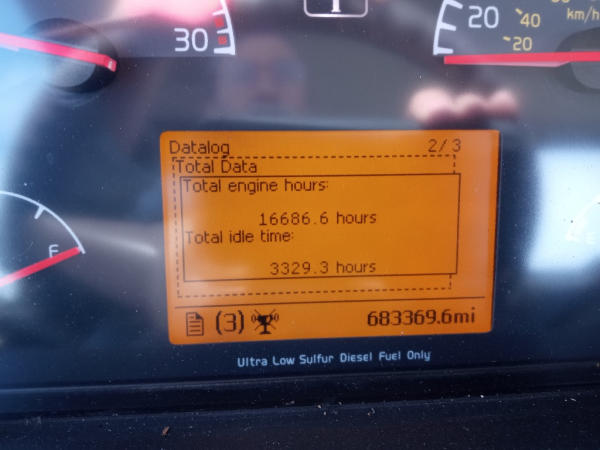 30
20
40
km/h
20
Datalog 2/3
Total Data
Total engine hours:
16686.6 hours
Total idle time:
3329.3 hours
F
E
(3) 683369.6mi
Ultra Low Sulfur Diesel Fuel Only